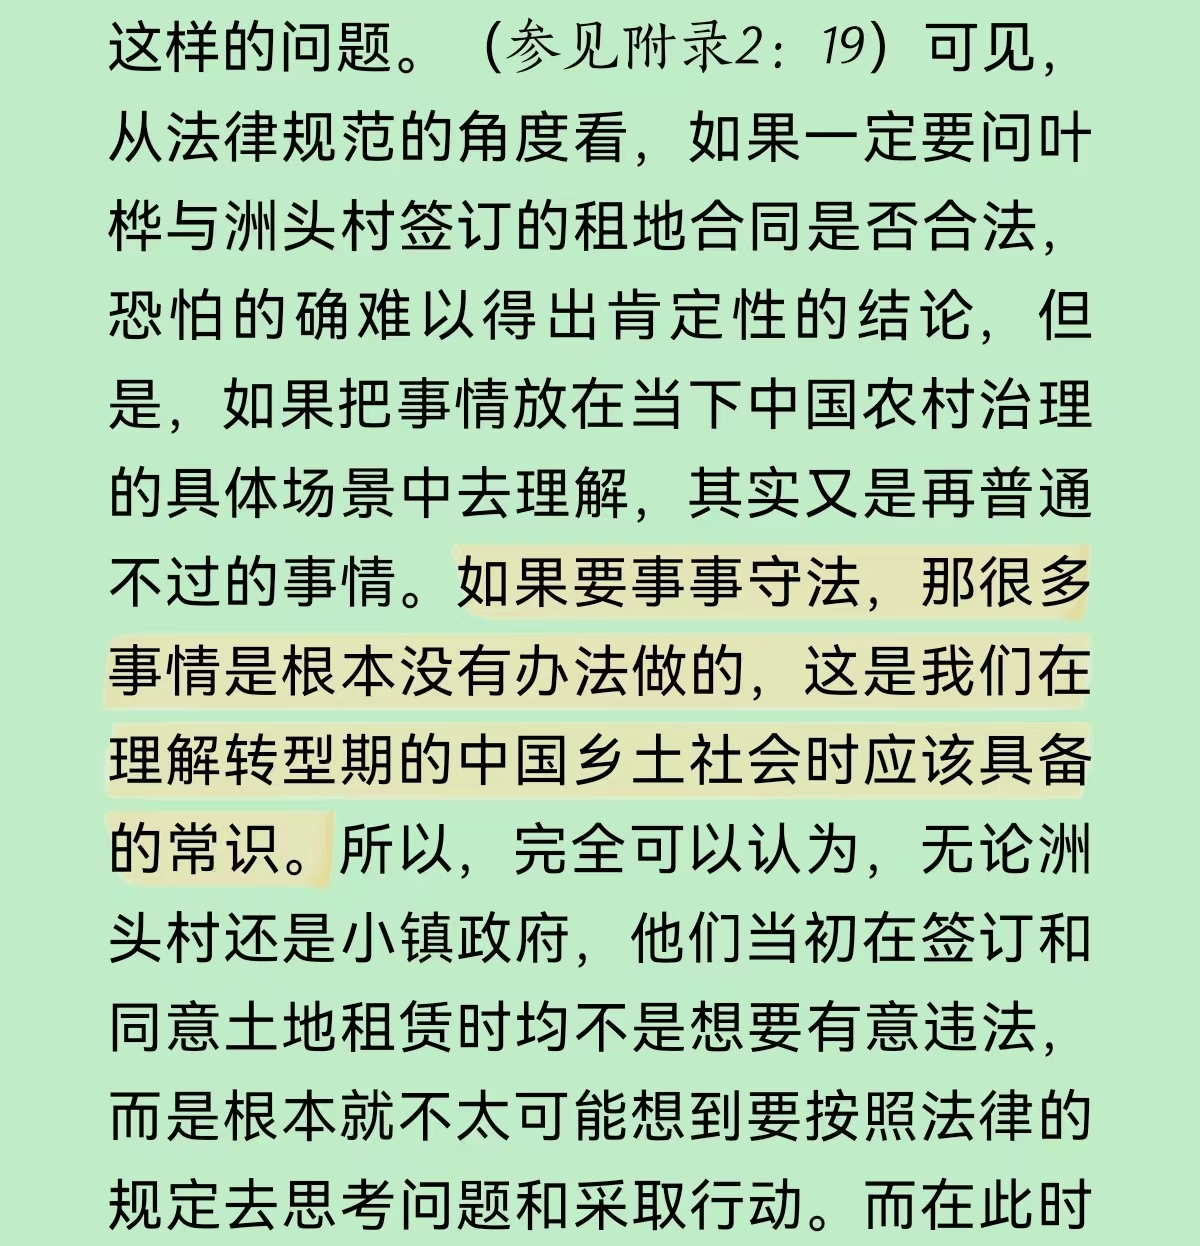 这样的问题。（参见附录2：19）可见，
从法律规范的角度看，如果一定要问叶
桦与洲头村签订的租地合同是否合法，
恐怕的确难以得出肯定性的结论，但
是，如果把事情放在当下中国农村治理
的具体场景中去理解，其实又是再普通
不过的事情。如果要事事守法，那很多
事情是根本没有办法做的，这是我们在
理解转型期的中国乡土社会时应该具备
的常识。所以，完全可以认为，无论洲
头村还是小镇政府，他们当初在签订和
同意土地租赁时均不是想要有意违法，
而是根本就不太可能想到要按照法律的
规定去思考问题和采取行动。而在此时